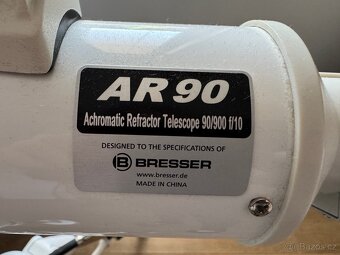 AR 90
Achromatic Refractor Telescope 90/900 f/10
DESIGNED TO THE SPECIFICATIONS OF
B BRESSER
www.bresser.de
MADE IN CHINA